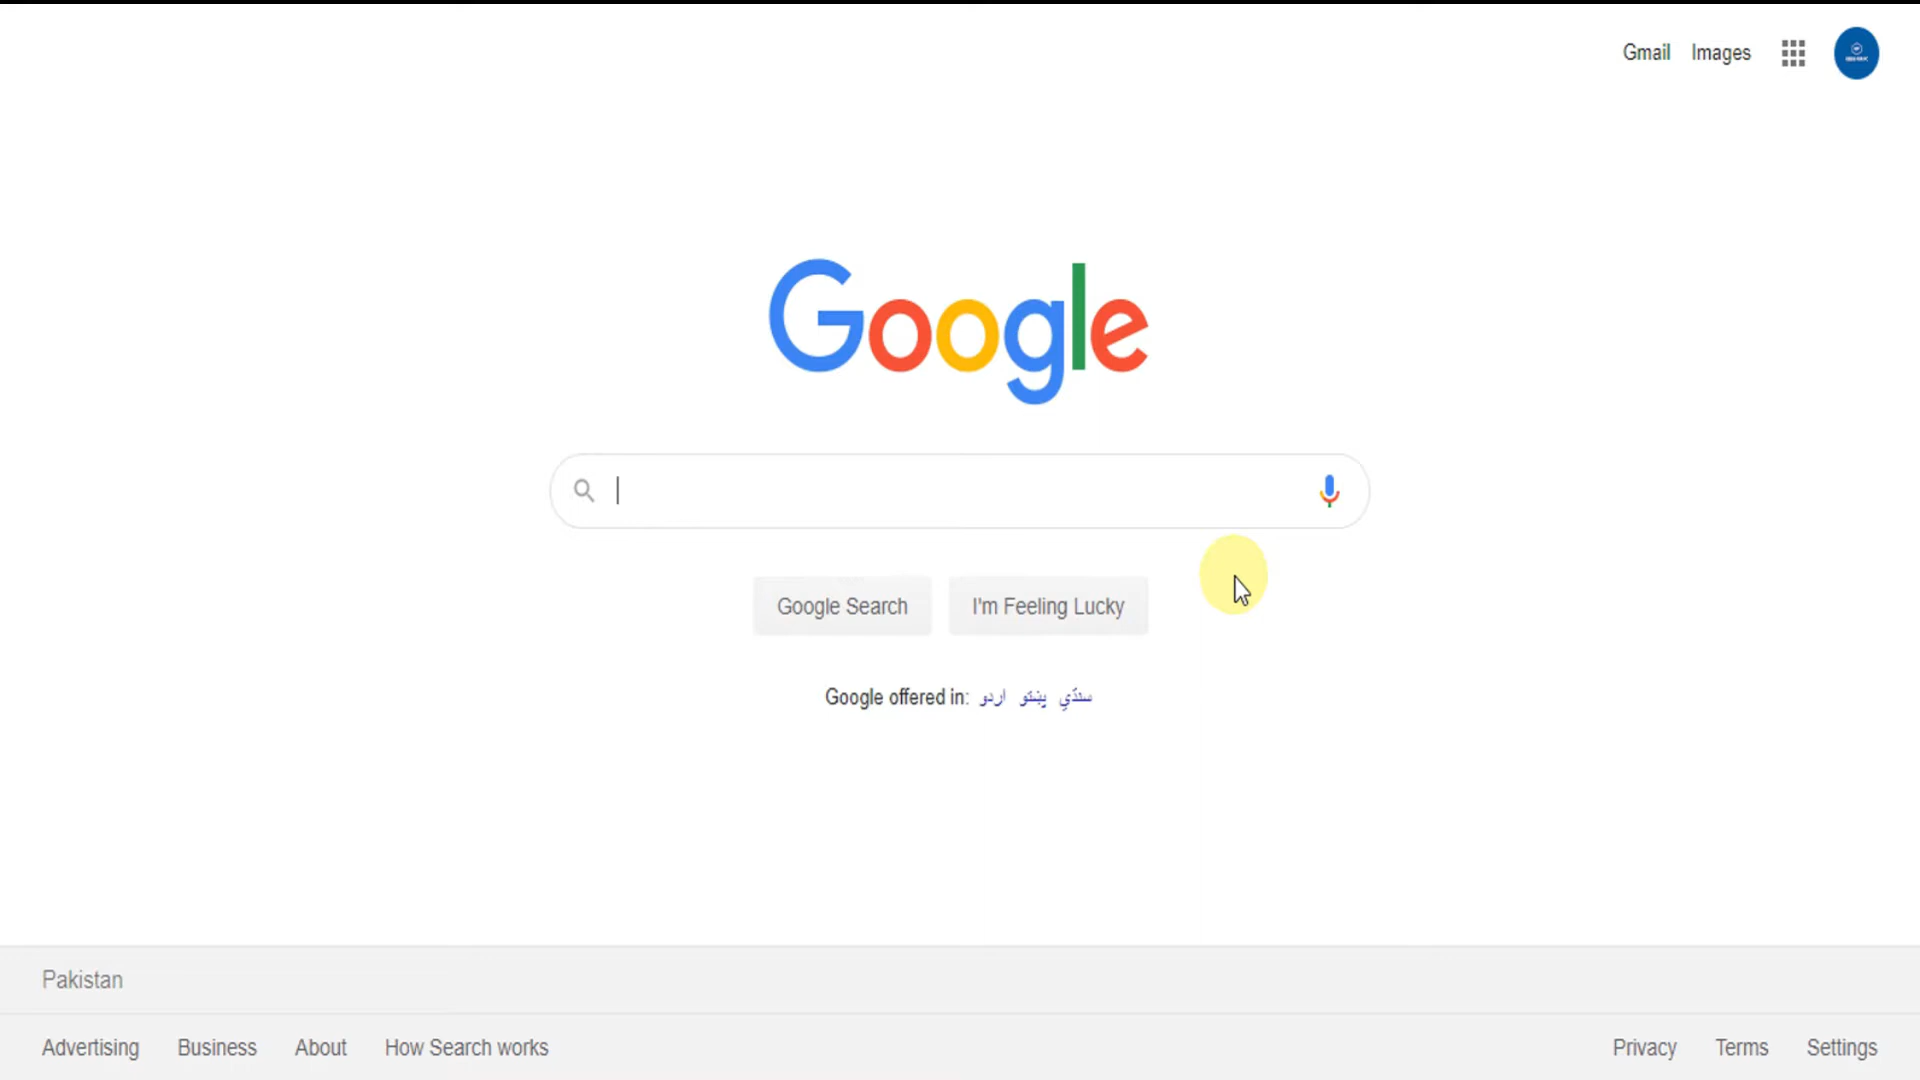 Gmail Images
Google
Google Search I'm Feeling Lucky
Google offered in: اردو پښتو سنڌي
Pakistan
Advertising Business About How Search works Privacy Terms Settings